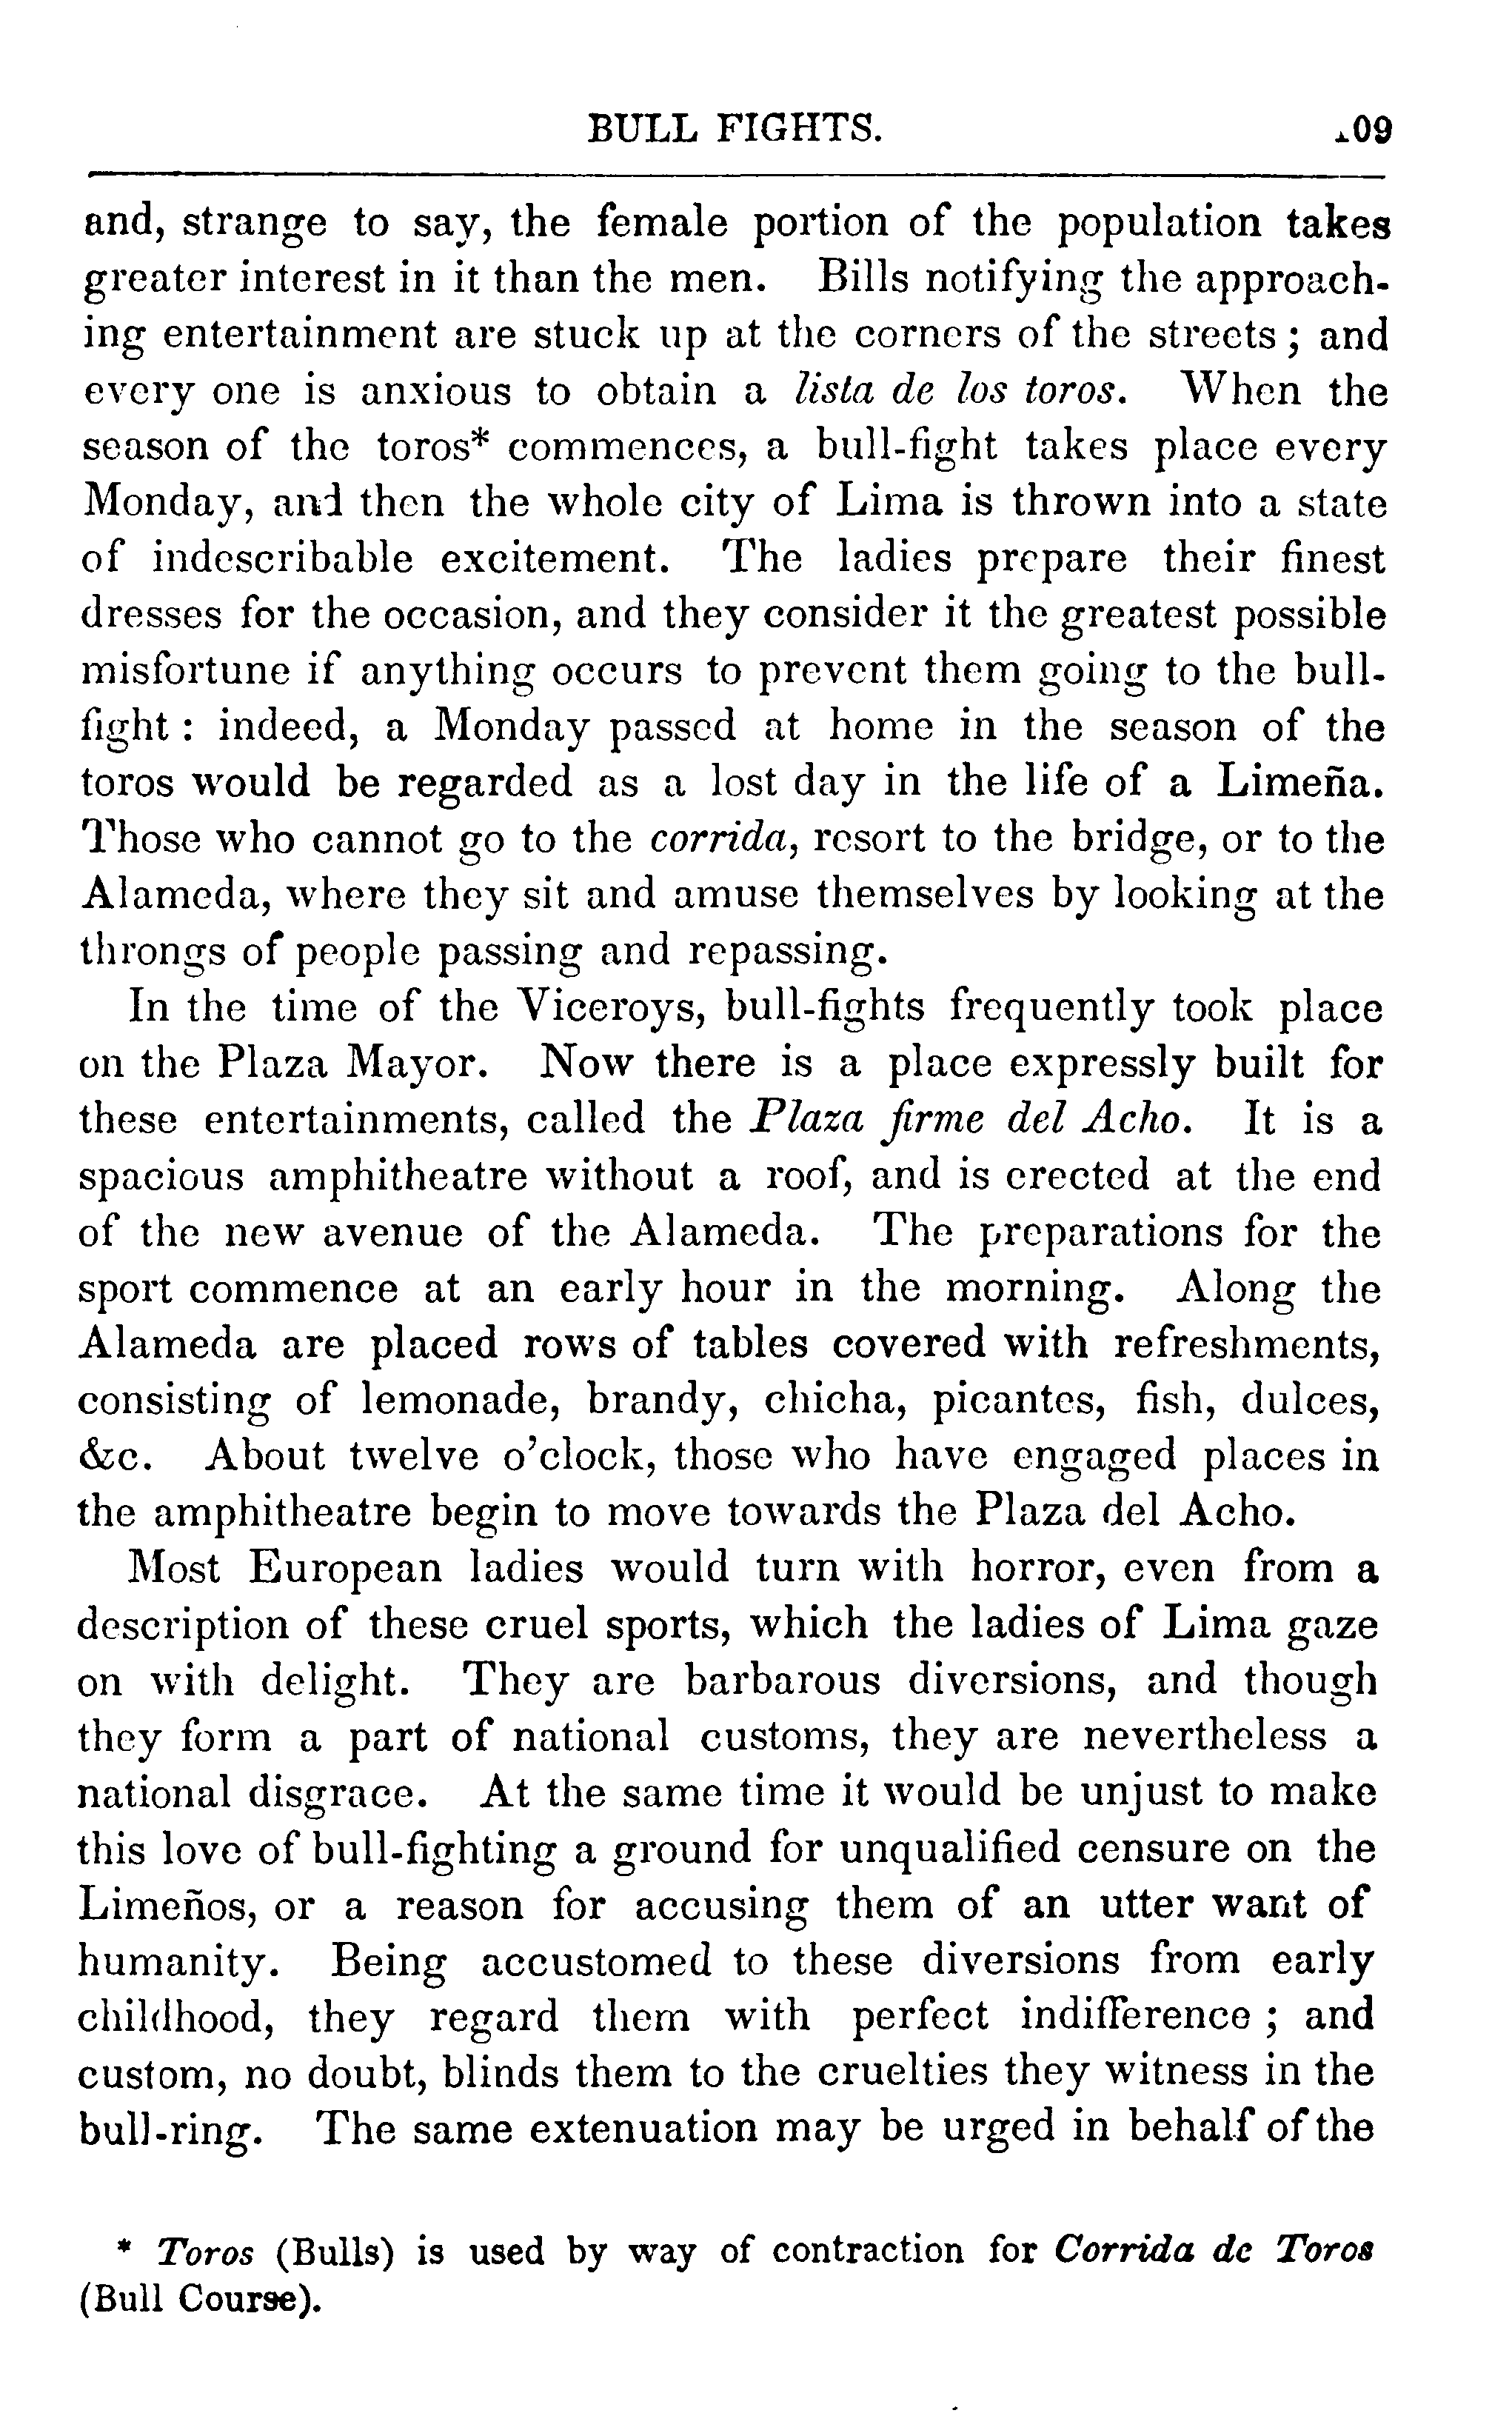 BULL FIGHTS. 109
and, strange to say, the female portion of the population takes
greater interest in it than the men. Bills notifying the approach-
ing entertainment are stuck up at the corners of the streets ; and
every one is anxious to obtain a lista de los toros. When the
season of the toros* commences, a bull-fight takes place every
Monday, and then the whole city of Lima is thrown into a state
of indescribable excitement. The ladies prepare their finest
dresses for the occasion, and they consider it the greatest possible
misfortune if anything occurs to prevent them going to the bull-
fight : indeed, a Monday passed at home in the season of the
toros would be regarded as a lost day in the life of a Limeña.
Those who cannot go to the corrida, resort to the bridge, or to the
Alameda, where they sit and amuse themselves by looking at the
throngs of people passing and repassing.
In the time of the Viceroys, bull-fights frequently took place
on the Plaza Mayor. Now there is a place expressly built for
these entertainments, called the Plaza firme del Acho. It is a
spacious amphitheatre without a roof, and is erected at the end
of the new avenue of the Alameda. The preparations for the
sport commence at an early hour in the morning. Along the
Alameda are placed rows of tables covered with refreshments,
consisting of lemonade, brandy, chicha, picantes, fish, dulces,
&c. About twelve o'clock, those who have engaged places in
the amphitheatre begin to move towards the Plaza del Acho.
Most European ladies would turn with horror, even from a
description of these cruel sports, which the ladies of Lima gaze
on with delight. They are barbarous diversions, and though
they form a part of national customs, they are nevertheless a
national disgrace. At the same time it would be unjust to make
this love of bull-fighting a ground for unqualified censure on the
Limeños, or a reason for accusing them of an utter want of
humanity. Being accustomed to these diversions from early
childhood, they regard them with perfect indifference ; and
custom, no doubt, blinds them to the cruelties they witness in the
bull-ring. The same extenuation may be urged in behalf of the
* Toros (Bulls) is used by way of contraction for Corrida de Toros
(Bull Course).